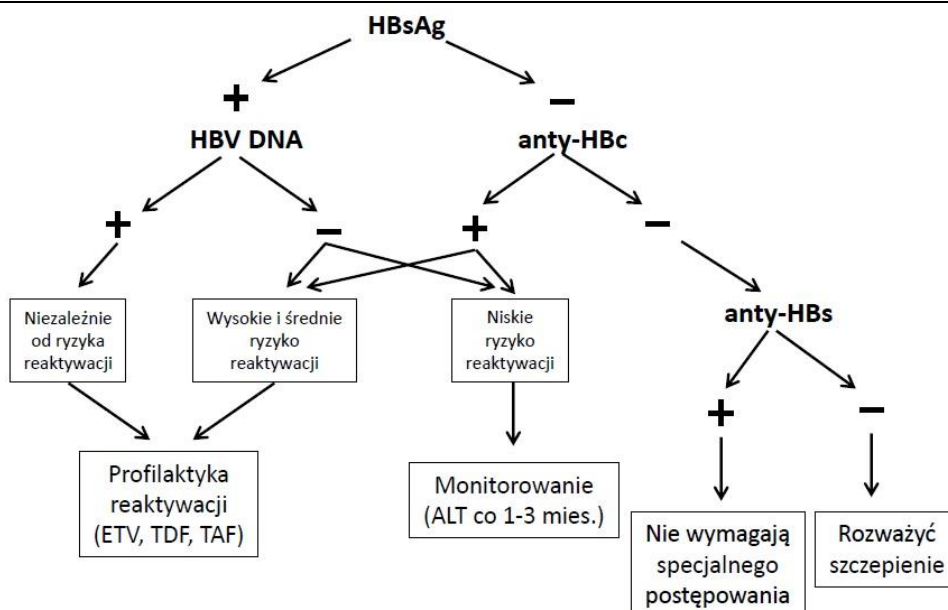 HBsAg
+ −
HBV DNA anty-HBc
+ − + −
Niezależnie
od ryzyka
reaktywacji
Wysokie i średnie
ryzyko
reaktywacji
Niskie
ryzyko
reaktywacji
anty-HBs
+ −
Profilaktyka
reaktywacji
(ETV, TDF, TAF)
Monitorowanie
(ALT co 1-3 mies.)
Nie wymagają
specjalnego
postępowania
Rozważyć
szczepienie